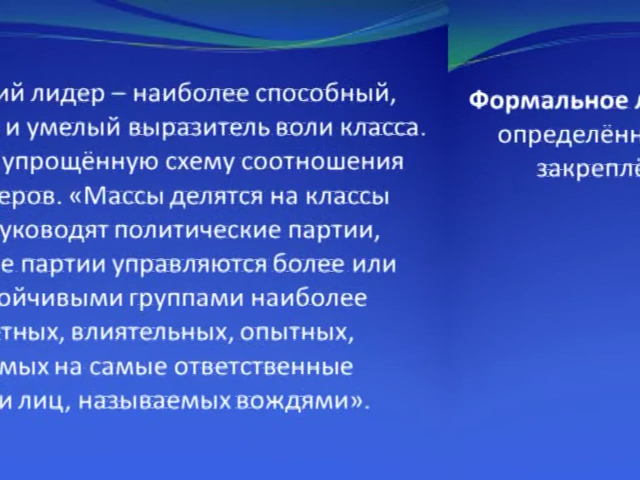 ий лидер – наиболее способный,
и умелый выразитель воли класса.
упрощённую схему соотношения
еров. «Массы делятся на классы
уководят политические партии,
е партии управляются более или
ойчивыми группами наиболее
тных, влиятельных, опытных,
мых на самые ответственные
и лиц, называемых вождями».
Формальное л
определённ
закреплё